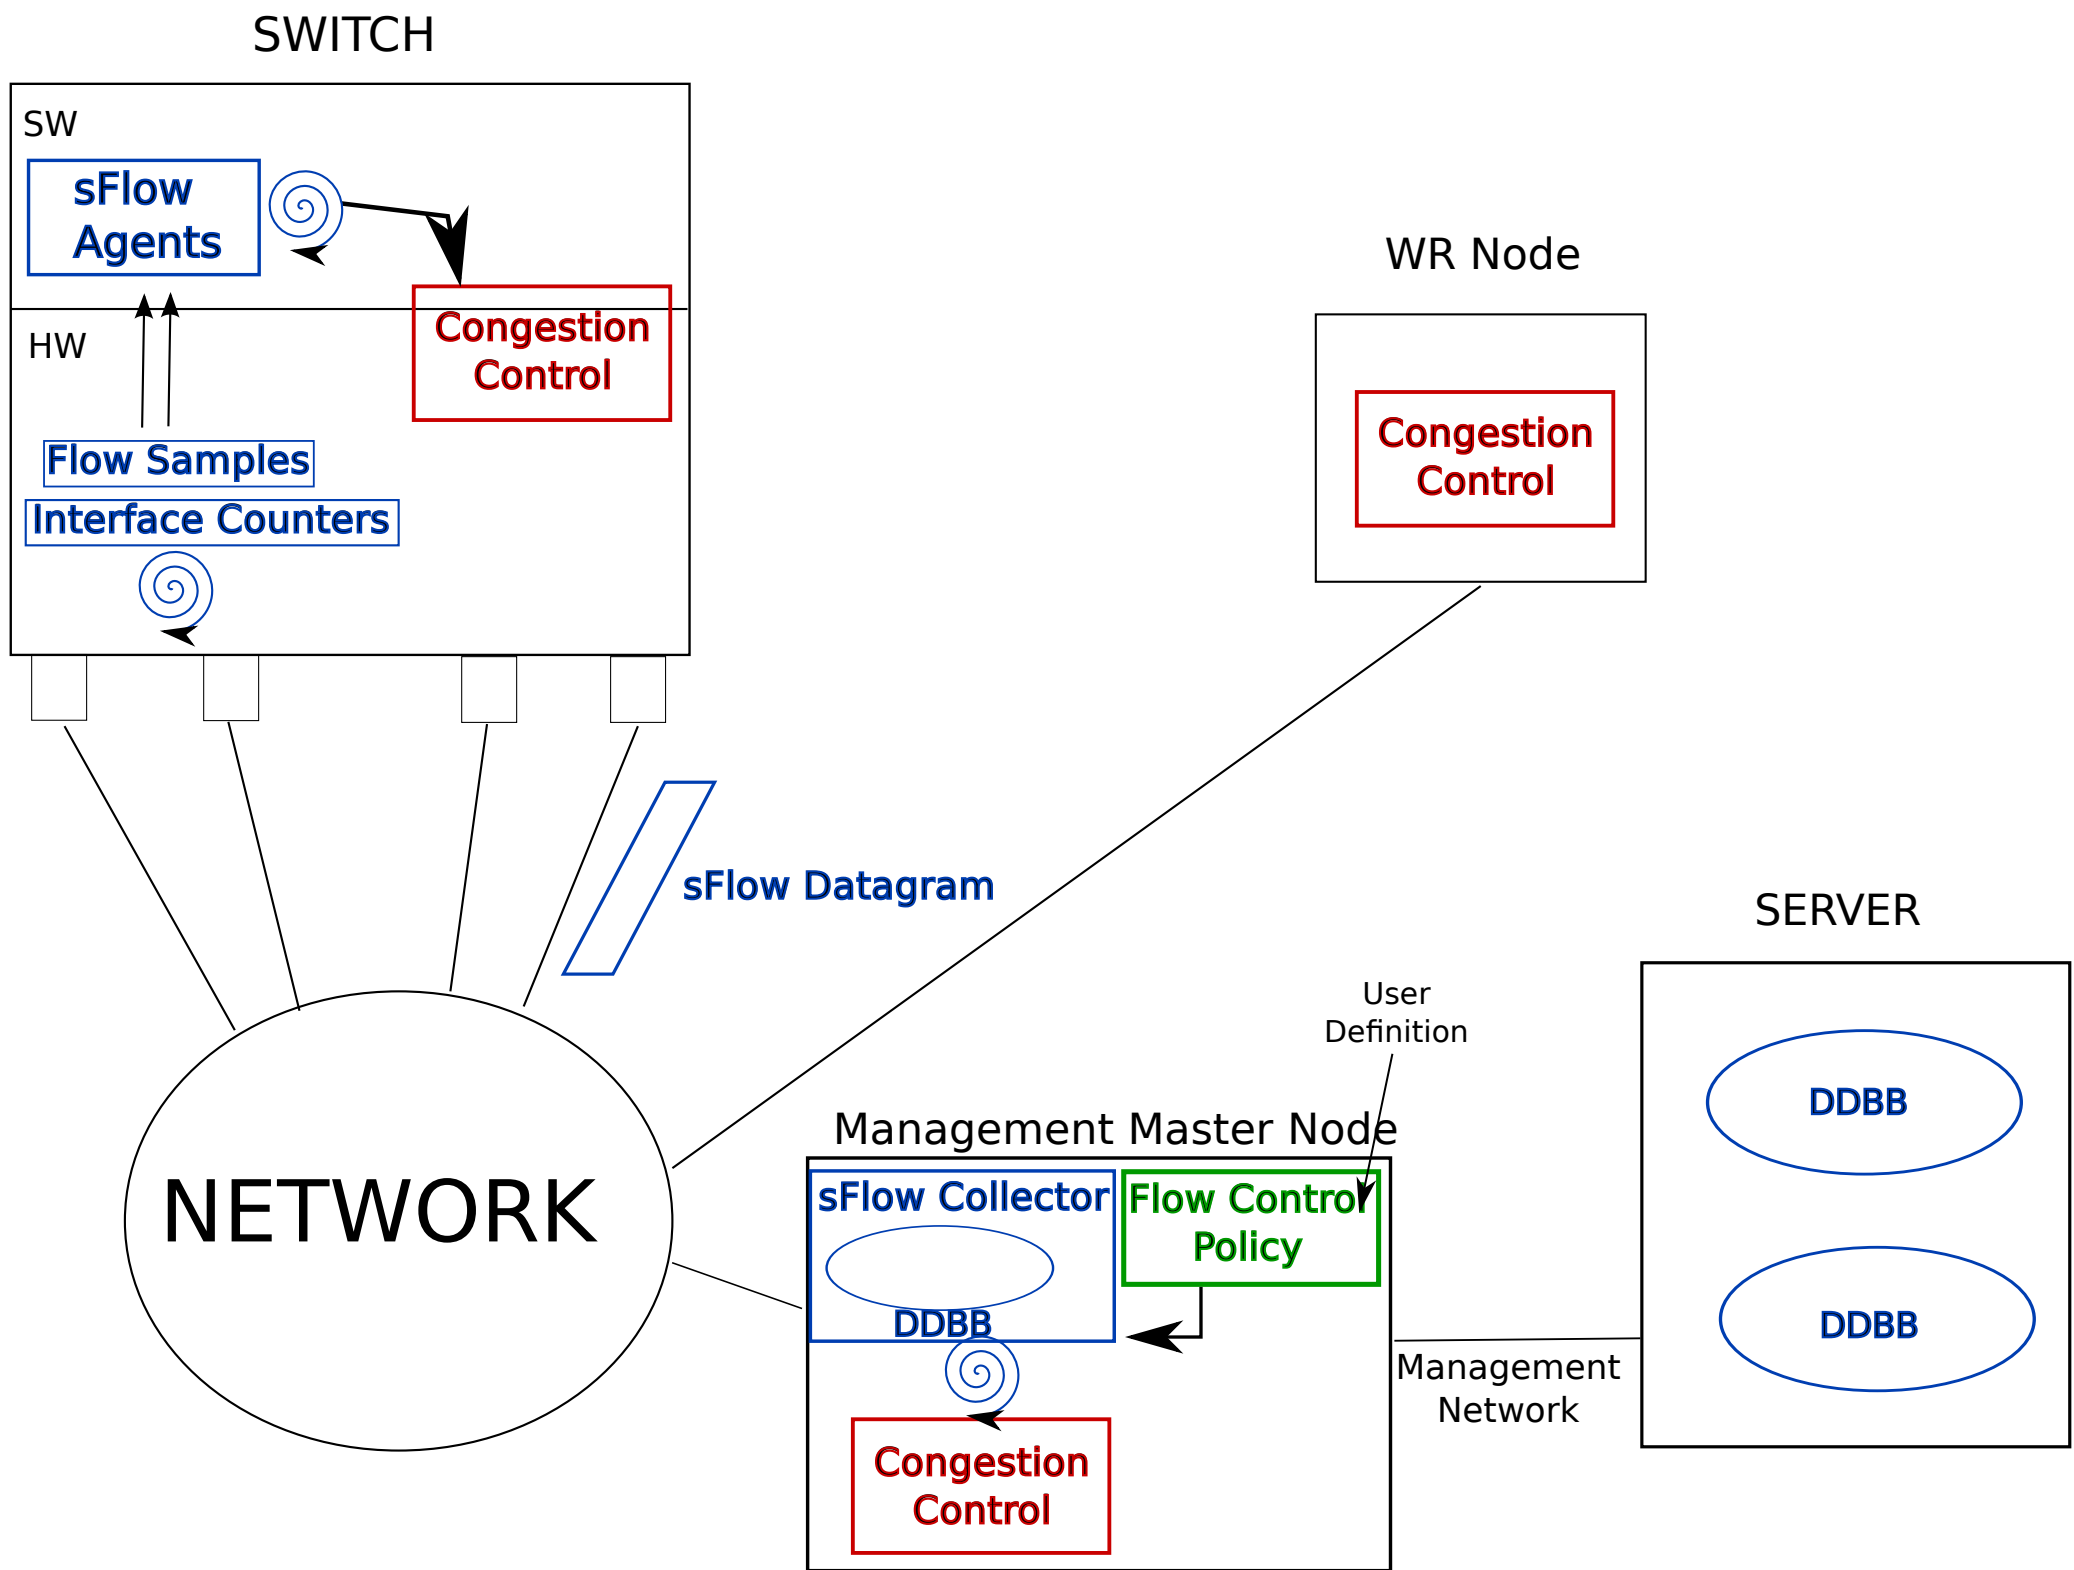 SWITCH
SW
sFlow
Agents
HW
Congestion
Control
Flow Samples
Interface Counters
WR Node
Congestion
Control
sFlow Datagram
SERVER
DDBB
DDBB
User
Definition
Management Master Node
sFlow Collector
DDBB
Flow Control
Policy
NETWORK
Management
Network
Congestion
Control